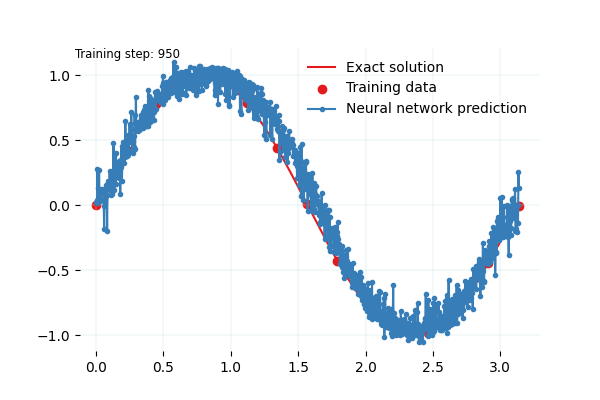 Training step: 950
Exact solution
Training data
Neural network prediction
1.0
0.5
0.0
−0.5
−1.0
0.0 0.5 1.0 1.5 2.0 2.5 3.0